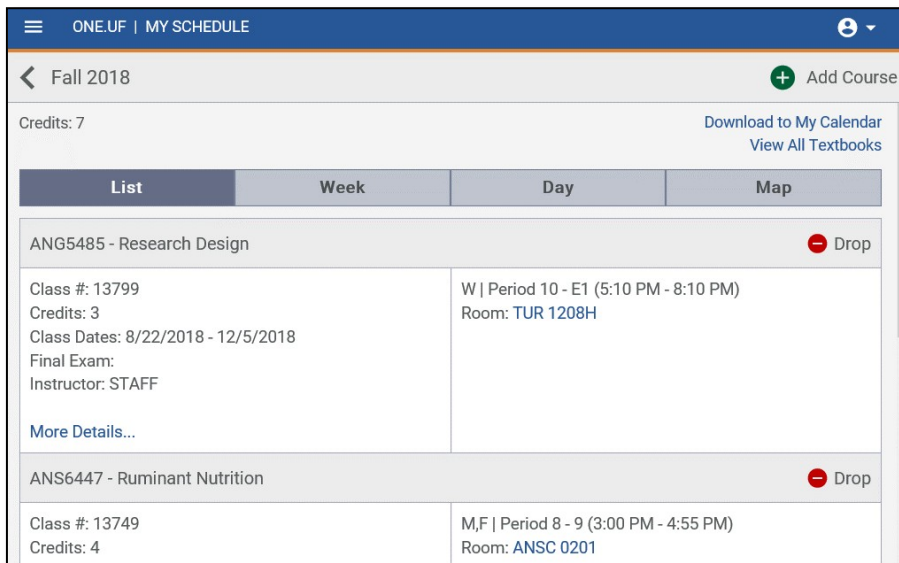 ONE.UF | MY SCHEDULE
Fall 2018
Add Course
Credits: 7
Download to My Calendar
View All Textbooks
List
Week
Day
Map
ANG5485 - Research Design
Drop
Class #: 13799
Credits: 3
Class Dates: 8/22/2018 - 12/5/2018
Final Exam:
Instructor: STAFF
More Details...
W | Period 10 - E1 (5:10 PM - 8:10 PM)
Room: TUR 1208H
ANS6447 - Ruminant Nutrition
Drop
Class #: 13749
Credits: 4
M,F | Period 8 - 9 (3:00 PM - 4:55 PM)
Room: ANSC 0201